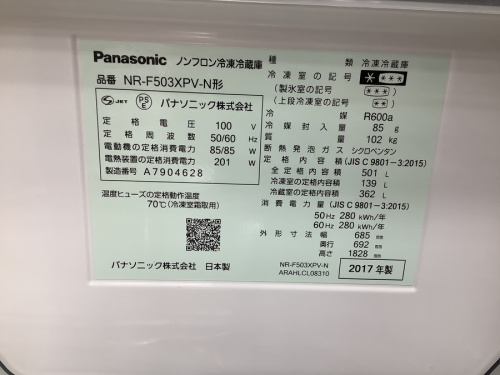 Panasonic ノンフロン冷凍冷蔵庫
品番 NR-F503XPV-N形
JET PSE パナソニック株式会社
定格電圧 100 V
定格周波数 50/60 Hz
電動機の定格消費電力 85/85 W
電熱装置の定格消費電力 201 W
製造番号 A7904628
温度ヒューズの定格動作温度
70℃(冷凍室霜取用)
パナソニック株式会社 日本製
種類 冷凍冷蔵庫
冷凍室の記号 * ***
(製氷室の記号) (***)
(上段冷凍室の記号) (**)
冷媒 R600a
冷媒封入量 85 g
質量 102 kg
断熱発泡ガス シクロペンタン
定格内容積 (JIS C 9801-3:2015)
全定格内容積 501 L
冷凍室の定格内容積 139 L
冷蔵室の定格内容積 362 L
消費電力量 (JIS C 9801-3:2015)
50Hz 280 kWh/年
60Hz 280 kWh/年
外形寸法 幅 685 mm
奥行 692 mm
高さ 1828 mm
NR-F503XPV-N
ARAHLCL08310
2017年製